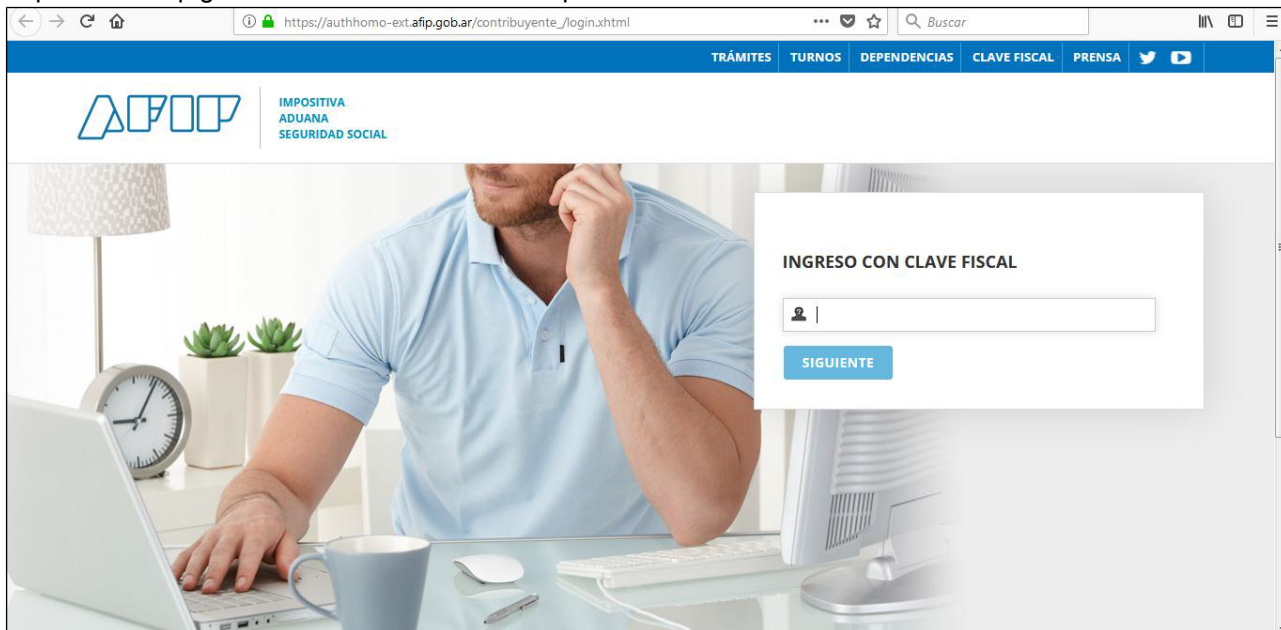 https://authhomo-ext.afip.gob.ar/contribuyente_/login.xhtml
Buscar
TRÁMITES TURNOS DEPENDENCIAS CLAVE FISCAL PRENSA
AFIP
IMPOSITIVA
ADUANA
SEGURIDAD SOCIAL
INGRESO CON CLAVE FISCAL
SIGUIENTE